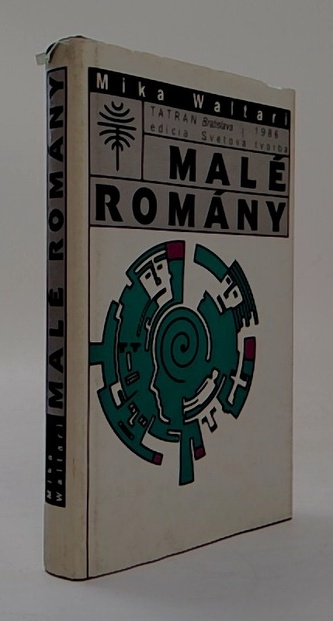 Mika Waltari
TATRAN Bratislava 1986
edícia Svetová tvorba
MALÉ
ROMÁNY
MALÉ ROMÁNY
Mika
Waltari